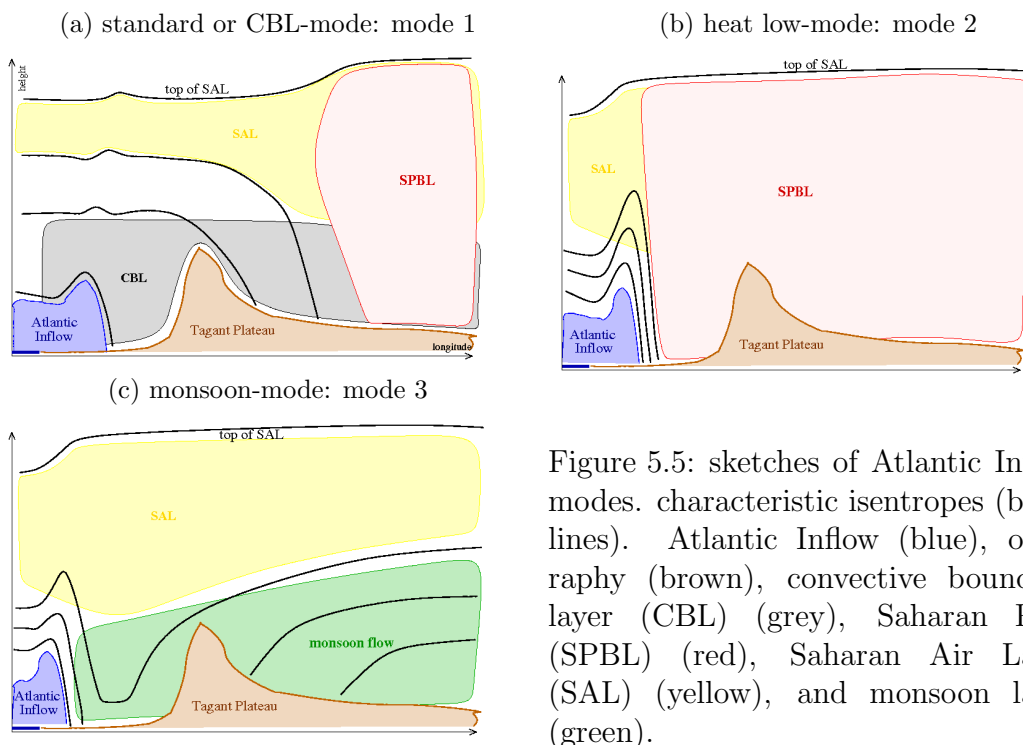 (a) standard or CBL-mode: mode 1
height
top of SAL
SAL
SPBL
CBL
Atlantic
Inflow
Tagant Plateau
longitude
(b) heat low-mode: mode 2
top of SAL
SAL
SPBL
Atlantic
Inflow
Tagant Plateau
(c) monsoon-mode: mode 3
top of SAL
SAL
monsoon flow
Atlantic
Inflow
Tagant Plateau
Figure 5.5: sketches of Atlantic In
modes. characteristic isentropes (b
lines). Atlantic Inflow (blue), o
raphy (brown), convective bound
layer (CBL) (grey), Saharan
(SPBL) (red), Saharan Air La
(SAL) (yellow), and monsoon la
(green).